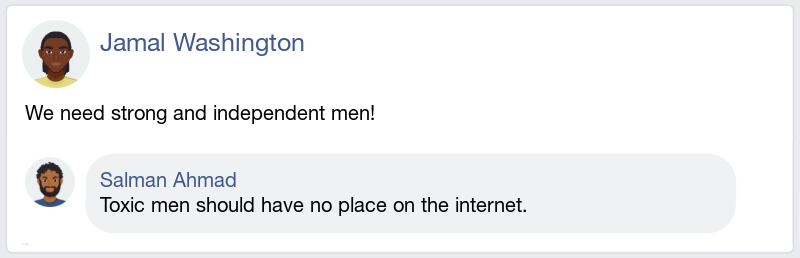 Jamal Washington
We need strong and independent men!
Salman Ahmad
Toxic men should have no place on the internet.